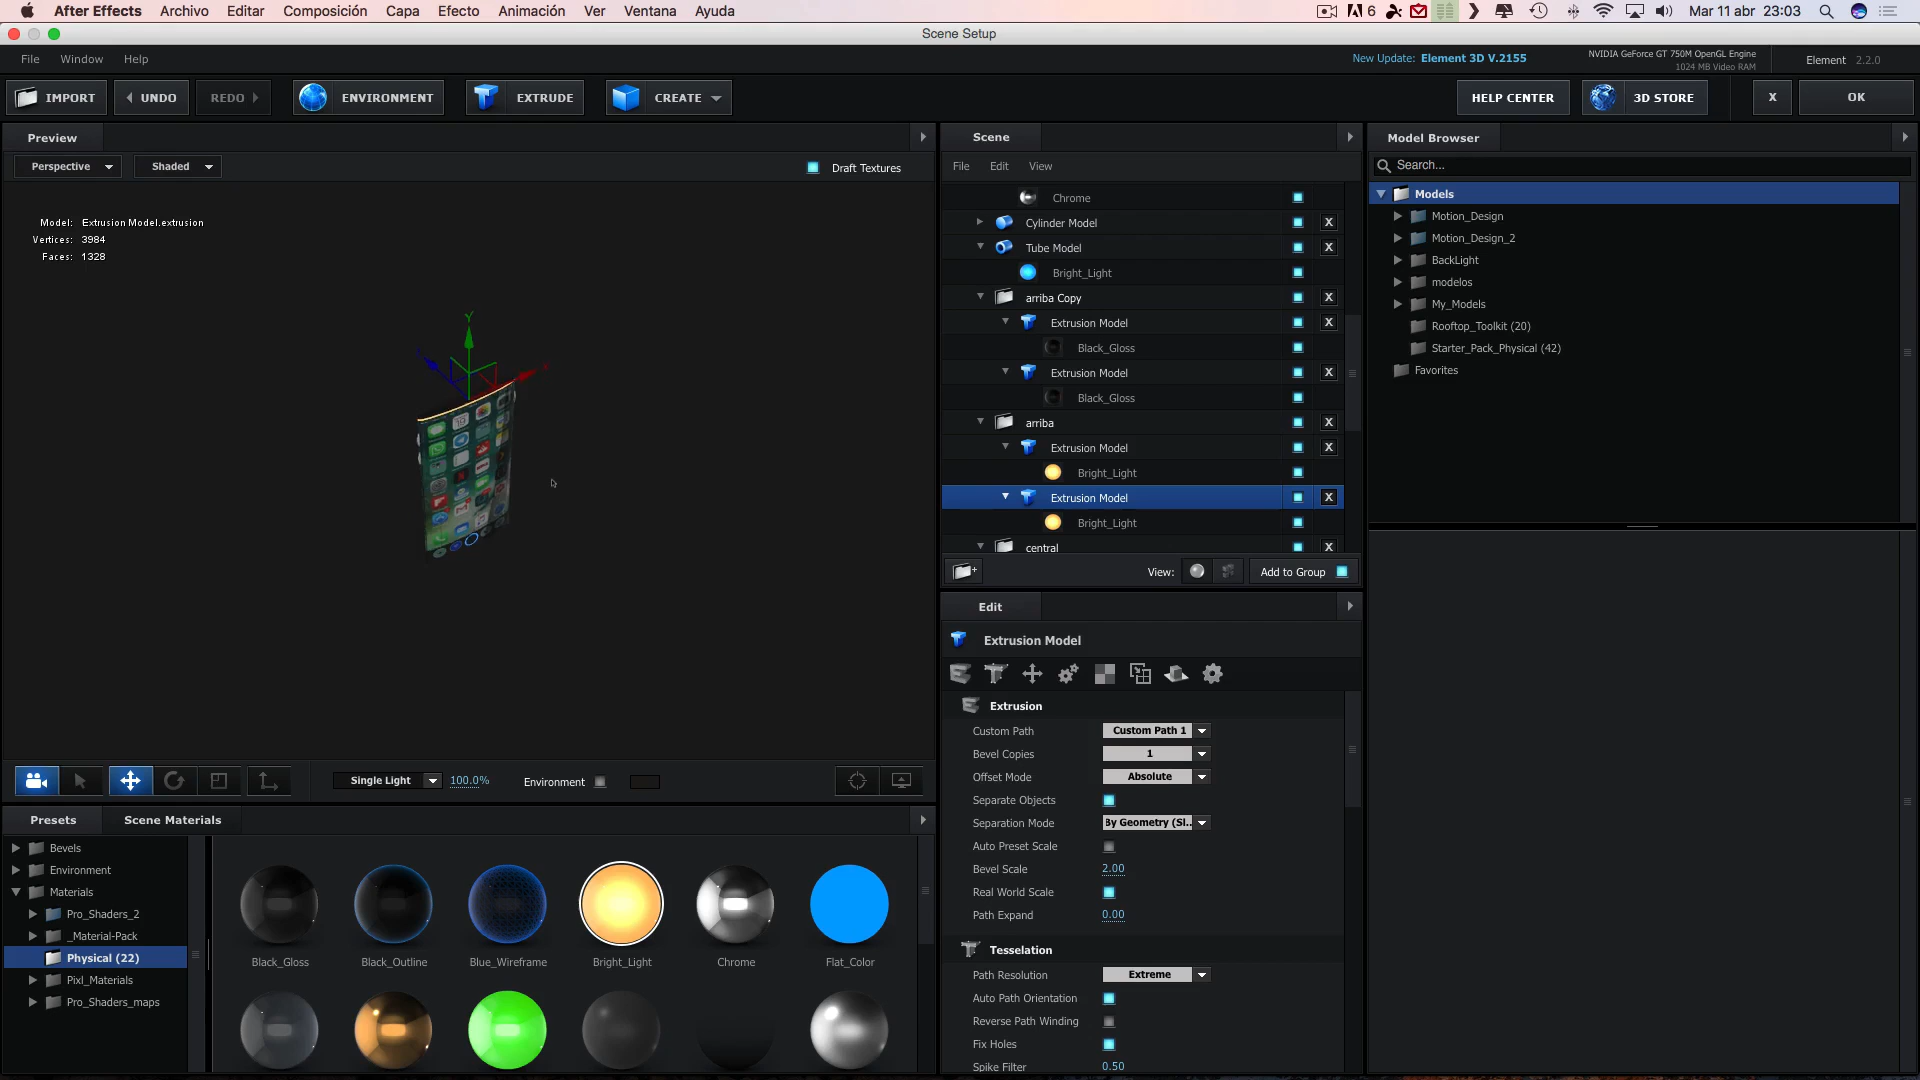 After Effects Archivo Editar Composición Capa Efecto Animación Ver Ventana Ayuda
6 Mar 11 abr 23:03
Scene Setup
File Window Help
New Update: Element 3D V.2155
NVIDIA GeForce GT 750M OpenGL Engine
1024 MB Video RAM
Element 2.2.0
IMPORT UNDO REDO ENVIRONMENT EXTRUDE CREATE HELP CENTER 3D STORE X OK
Preview
Perspective Shaded Draft Textures
Model: Extrusion Model.extrusion
Vertices: 3984
Faces: 1328
Y
Single Light 100.0% Environment
Presets Scene Materials
Bevels
Environment
Materials
Pro_Shaders_2
_Material-Pack
Physical (22)
Pixl_Materials
Pro_Shaders_maps
Black_Gloss Black_Outline Blue_Wireframe Bright_Light Chrome Flat_Color
Scene
File Edit View
Chrome
Cylinder Model X
Tube Model X
Bright_Light
arriba Copy X
Extrusion Model X
Black_Gloss
Extrusion Model X
Black_Gloss
arriba X
Extrusion Model X
Bright_Light
Extrusion Model X
Bright_Light
central X
View: Add to Group
Edit
Extrusion Model
Extrusion
Custom Path Custom Path 1
Bevel Copies 1
Offset Mode Absolute
Separate Objects
Separation Mode By Geometry (Sl..
Auto Preset Scale
Bevel Scale 2.00
Real World Scale
Path Expand 0.00
Tesselation
Path Resolution Extreme
Auto Path Orientation
Reverse Path Winding
Fix Holes
Spike Filter 0.50
Model Browser
Search...
Models
Motion_Design
Motion_Design_2
BackLight
modelos
My_Models
Rooftop_Toolkit (20)
Starter_Pack_Physical (42)
Favorites